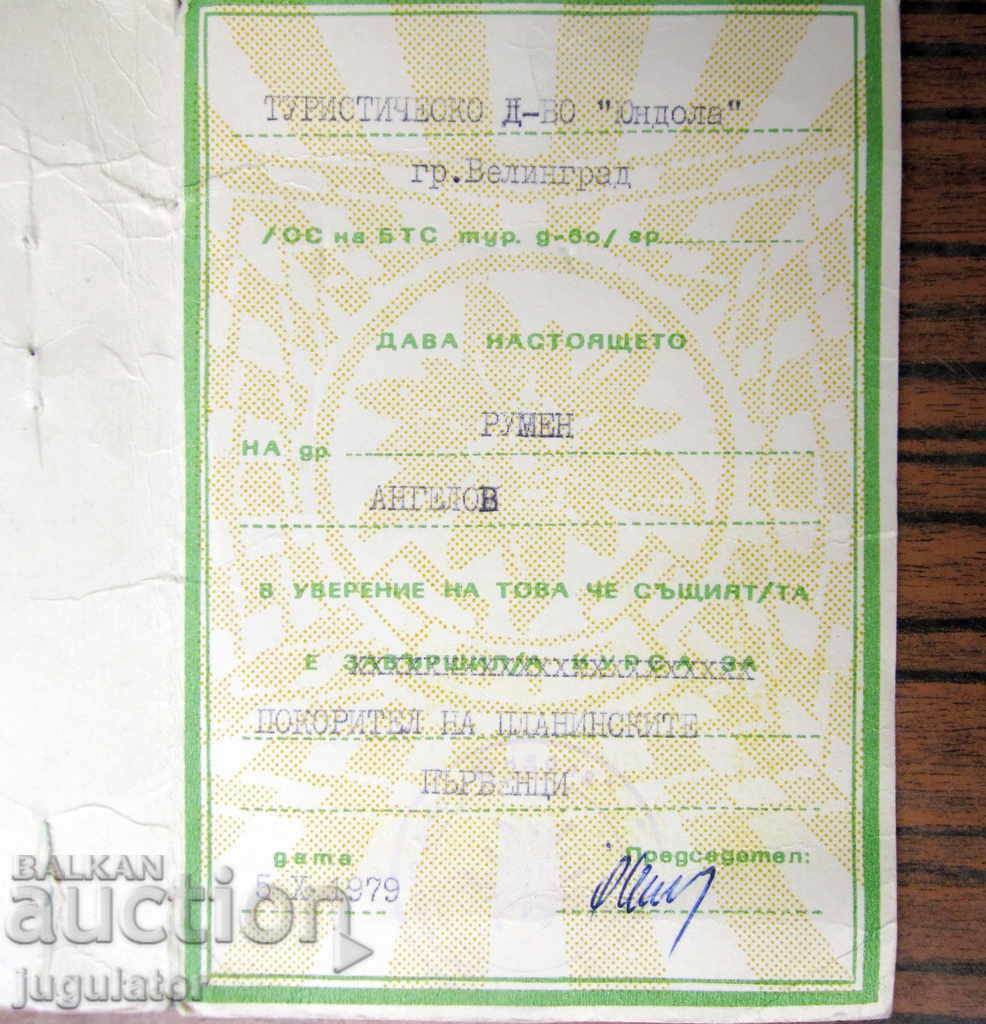 ТУРИСТИЧЕСКО Д-ВО "Юндола"
гр.Велинград
/ОС на БТС тур. д-во/ гр.
ДАВА НАСТОЯЩЕТО
НА др. РУМЕН
АНГЕЛОВ
В УВЕРЕНИЕ НА ТОВА ЧЕ СЪЩИЯТ/ТА
Е ЗАВЪРШИЛ/А КУРСА ЗА
ПОКОРИТЕЛ НА ПЛАНИНСКИТЕ
ПЪРВЕНЦИ
дата Председател:
5.X.1979
BALKAN
auction
jugulator